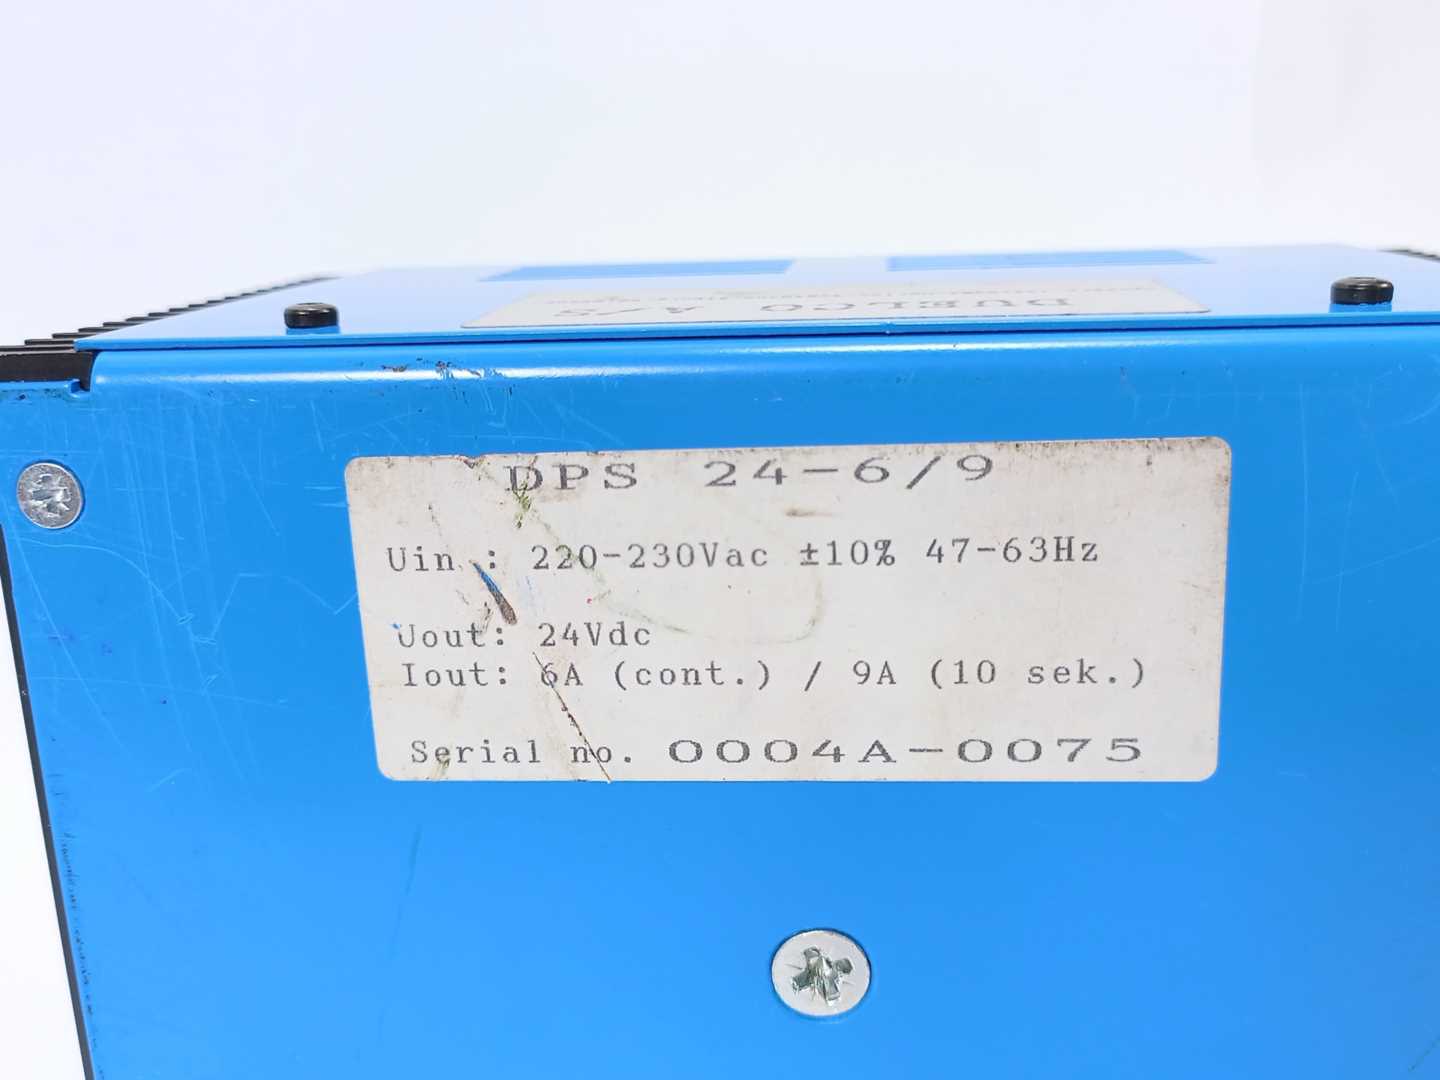 DUELCO A/S
DPS 24-6/9
Uin : 220-230Vac ±10% 47-63Hz
Uout: 24Vdc
Iout: 6A (cont.) / 9A (10 sek.)
Serial no. 0004A-0075